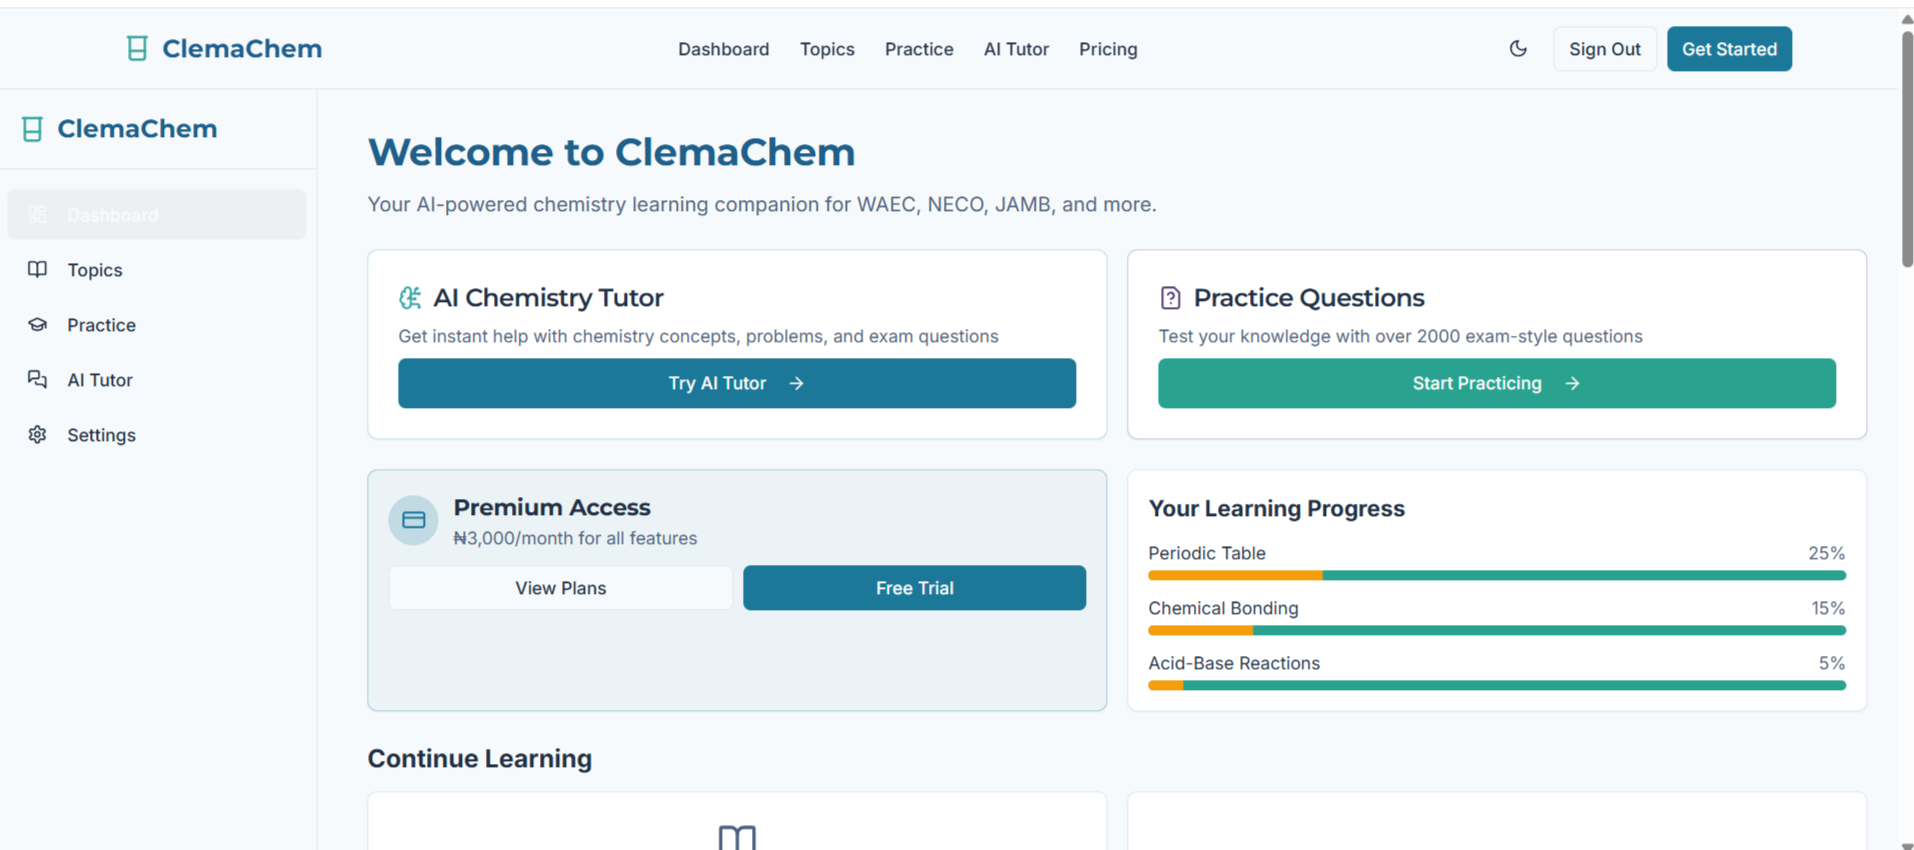 ClemaChem
Dashboard
Topics
Practice
AI Tutor
Pricing
Sign Out
Get Started
ClemaChem
Dashboard
Topics
Practice
AI Tutor
Settings
Welcome to ClemaChem
Your AI-powered chemistry learning companion for WAEC, NECO, JAMB, and more.
AI Chemistry Tutor
Get instant help with chemistry concepts, problems, and exam questions
Try AI Tutor →
Practice Questions
Test your knowledge with over 2000 exam-style questions
Start Practicing →
Premium Access
₦3,000/month for all features
View Plans
Free Trial
Your Learning Progress
Periodic Table 25%
Chemical Bonding 15%
Acid-Base Reactions 5%
Continue Learning